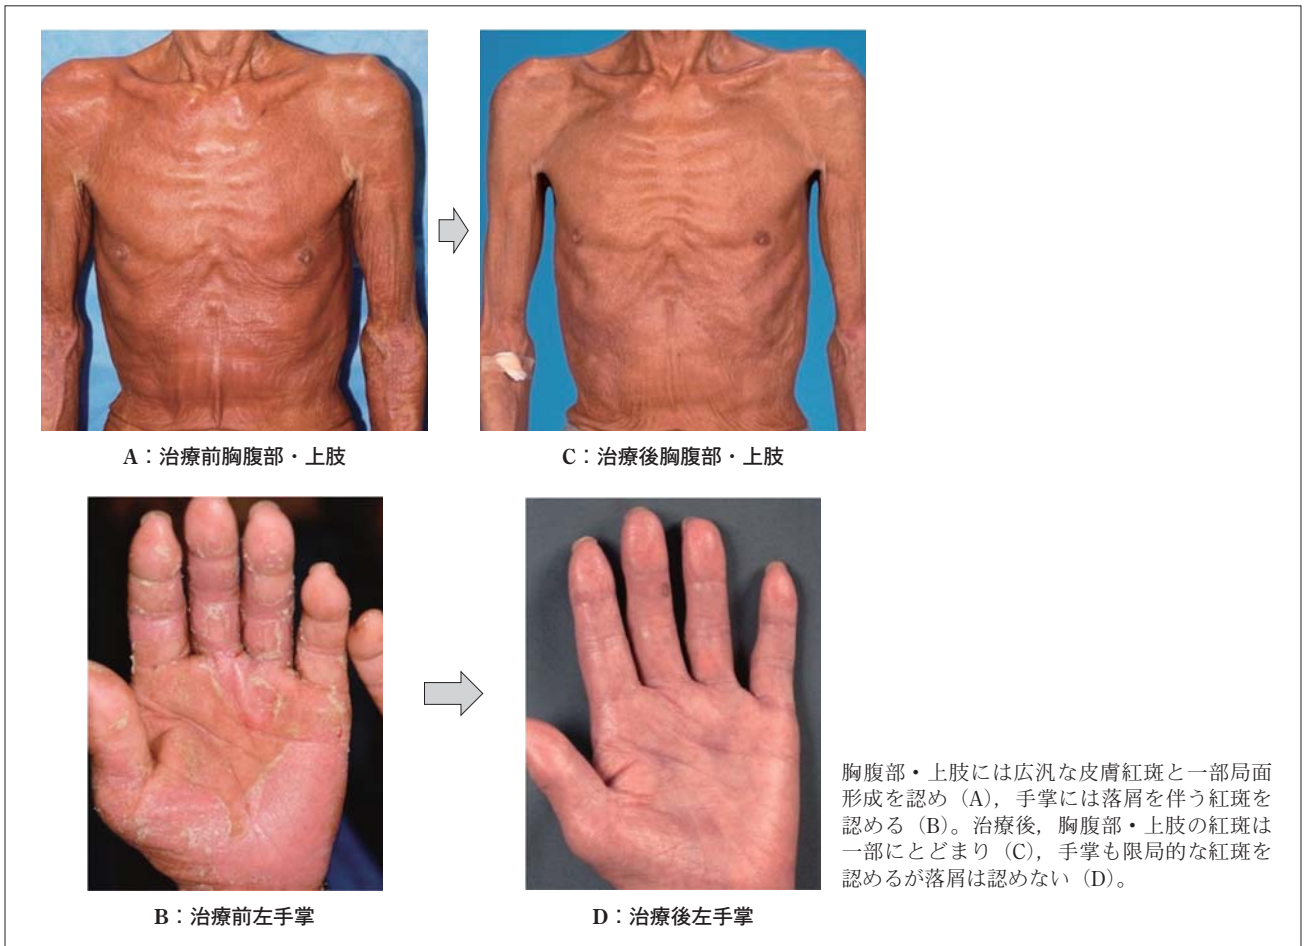 A：治療前胸腹部・上肢
C：治療後胸腹部・上肢
胸腹部・上肢には広汎な皮膚紅斑と一部局面
形成を認め（A），手掌には落屑を伴う紅斑を
認める（B）。治療後，胸腹部・上肢の紅斑は
一部にとどまり（C），手掌も限局的な紅斑を
認めるが落屑は認めない（D）。
B：治療前左手掌
D：治療後左手掌